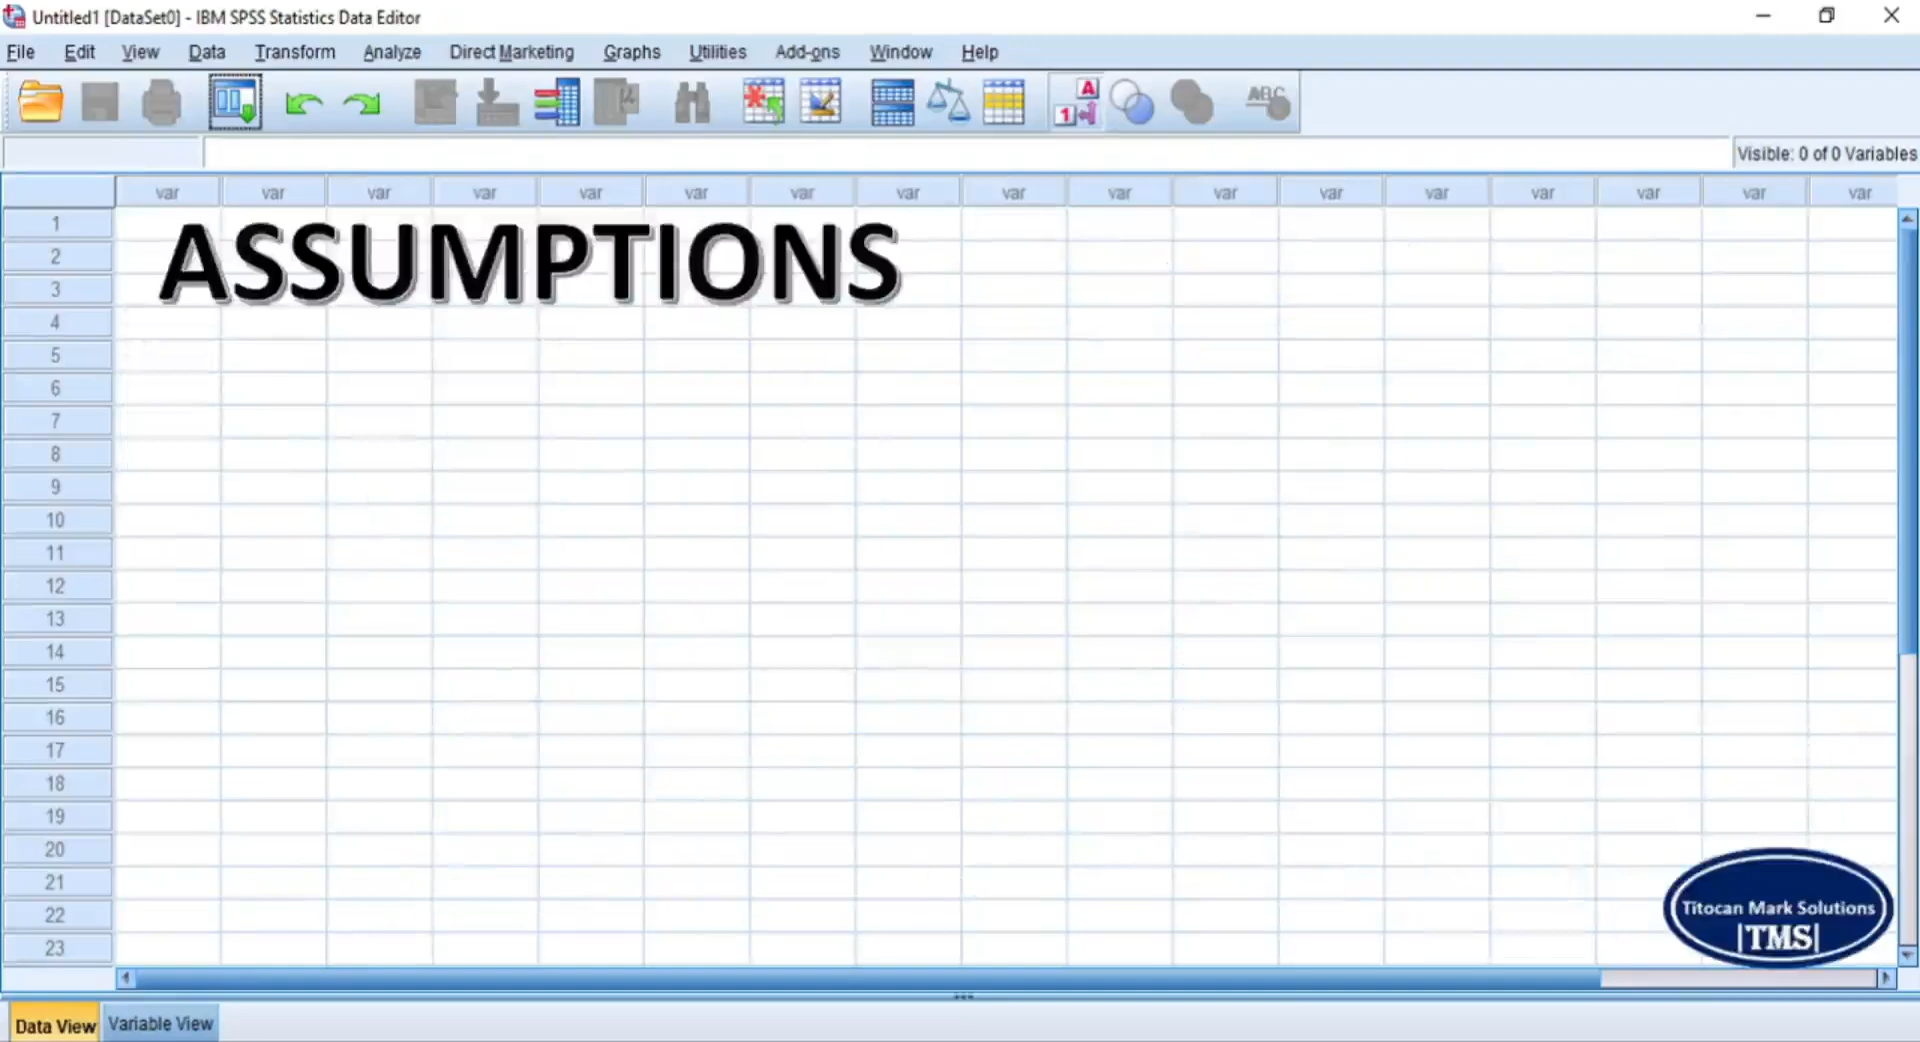 Untitled1 [DataSet0] - IBM SPSS Statistics Data Editor
File Edit View Data Transform Analyze Direct Marketing Graphs Utilities Add-ons Window Help
A
1
ABC
Visible: 0 of 0 Variables
var var var var var var var var var var var var var var var var var
1
2
3
ASSUMPTIONS
4
5
6
7
8
9
10
11
12
13
14
15
16
17
18
19
20
21
22
23
Titocan Mark Solutions
|TMS|
Data View Variable View